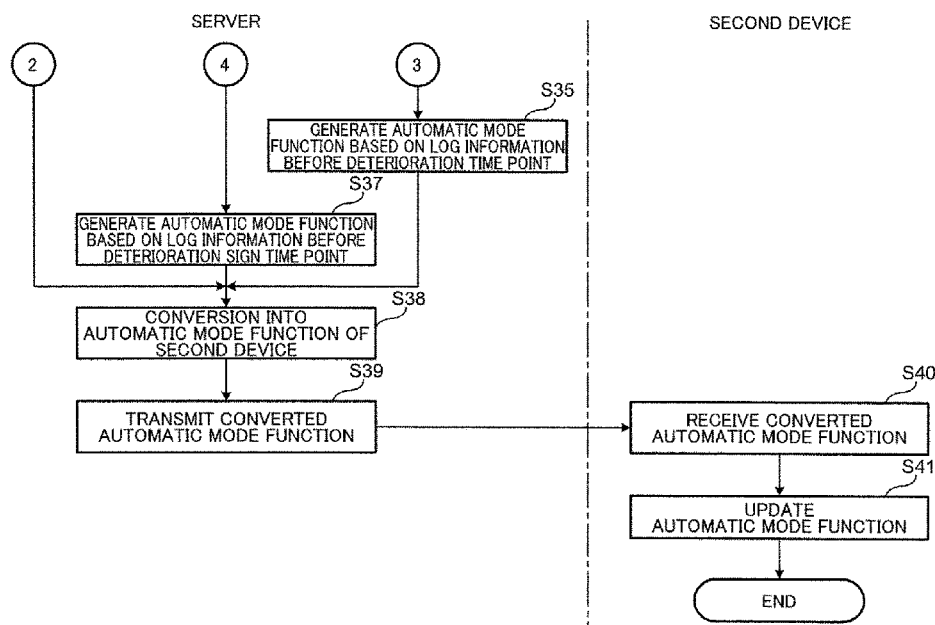 SERVER
SECOND DEVICE
2
4
3
S35
GENERATE AUTOMATIC MODE
FUNCTION BASED ON LOG INFORMATION
BEFORE DETERIORATION TIME POINT
S37
GENERATE AUTOMATIC MODE FUNCTION
BASED ON LOG INFORMATION BEFORE
DETERIORATION SIGN TIME POINT
S38
CONVERSION INTO
AUTOMATIC MODE FUNCTION OF
SECOND DEVICE
S39
TRANSMIT CONVERTED
AUTOMATIC MODE FUNCTION
S40
RECEIVE CONVERTED
AUTOMATIC MODE FUNCTION
S41
UPDATE
AUTOMATIC MODE FUNCTION
END